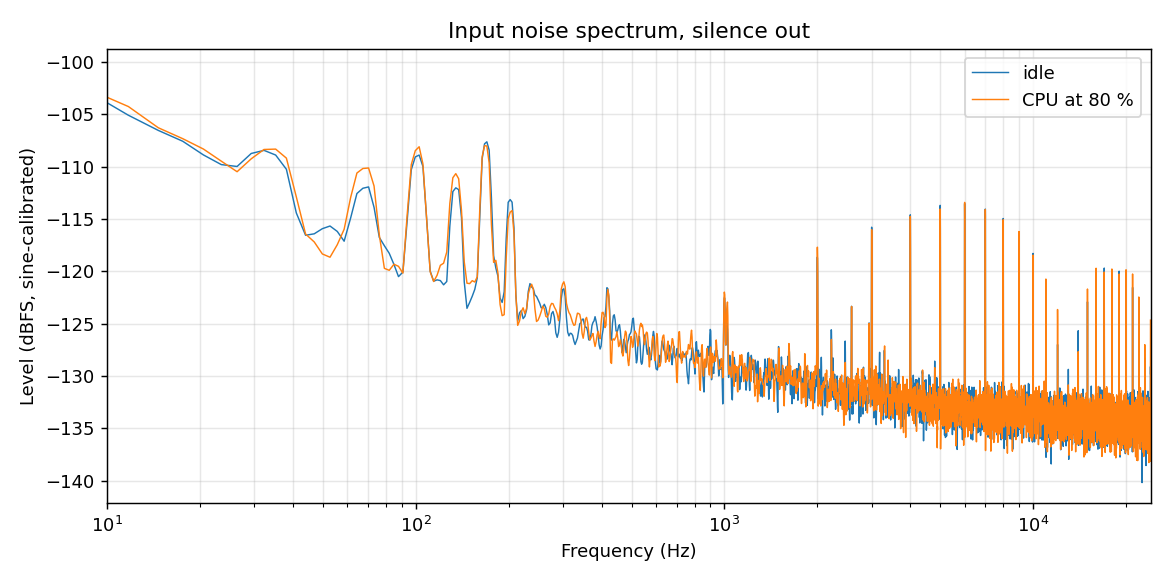 Input noise spectrum, silence out
idle
CPU at 80 %
Level (dBFS, sine-calibrated)
−100
−105
−110
−115
−120
−125
−130
−135
−140
10¹
10²
10³
10⁴
Frequency (Hz)